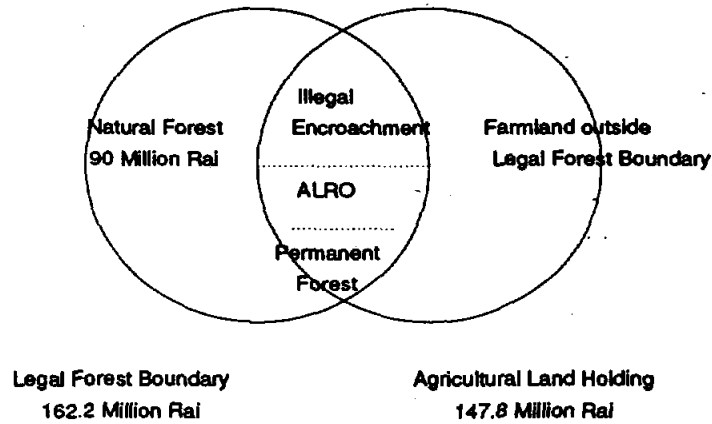 Illegal
Encroachment
Natural Forest
90 Million Rai
Farmland outside
Legal Forest Boundary
ALRO
Permanent
Forest
Legal Forest Boundary
162.2 Million Rai
Agricultural Land Holding
147.8 Million Rai